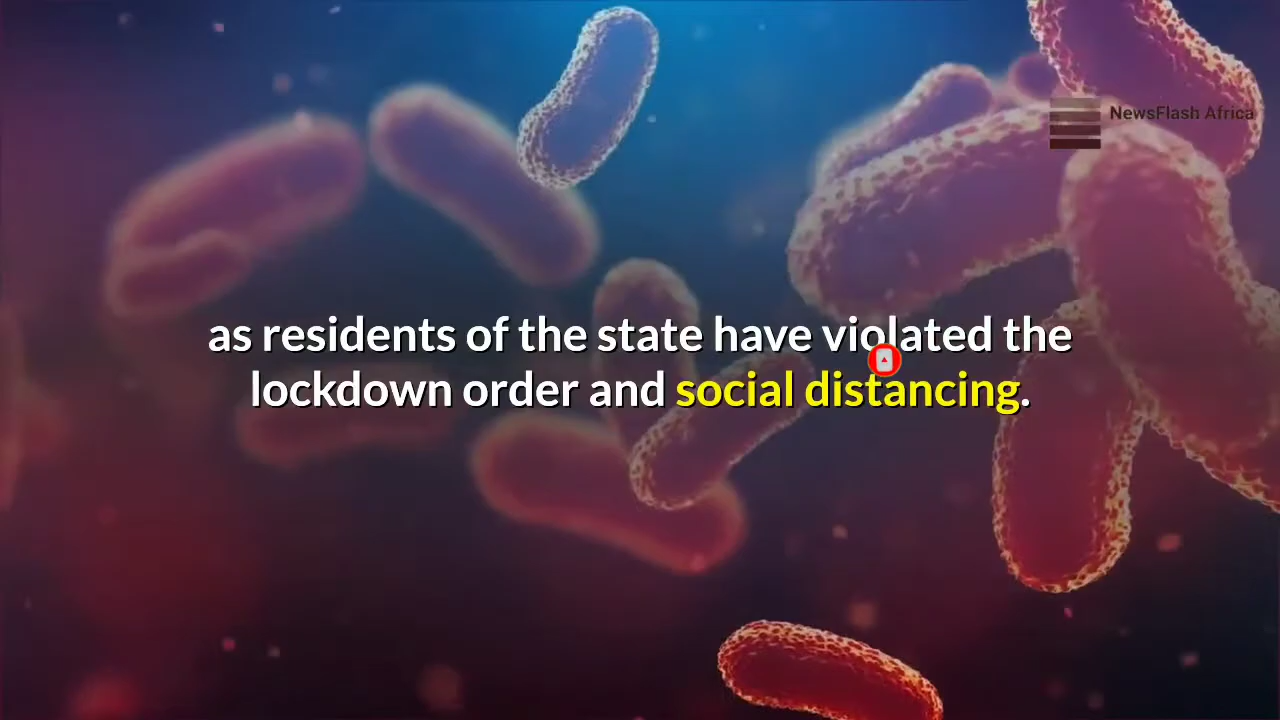 NewsFlash Africa
as residents of the state have violated the
lockdown order and social distancing.